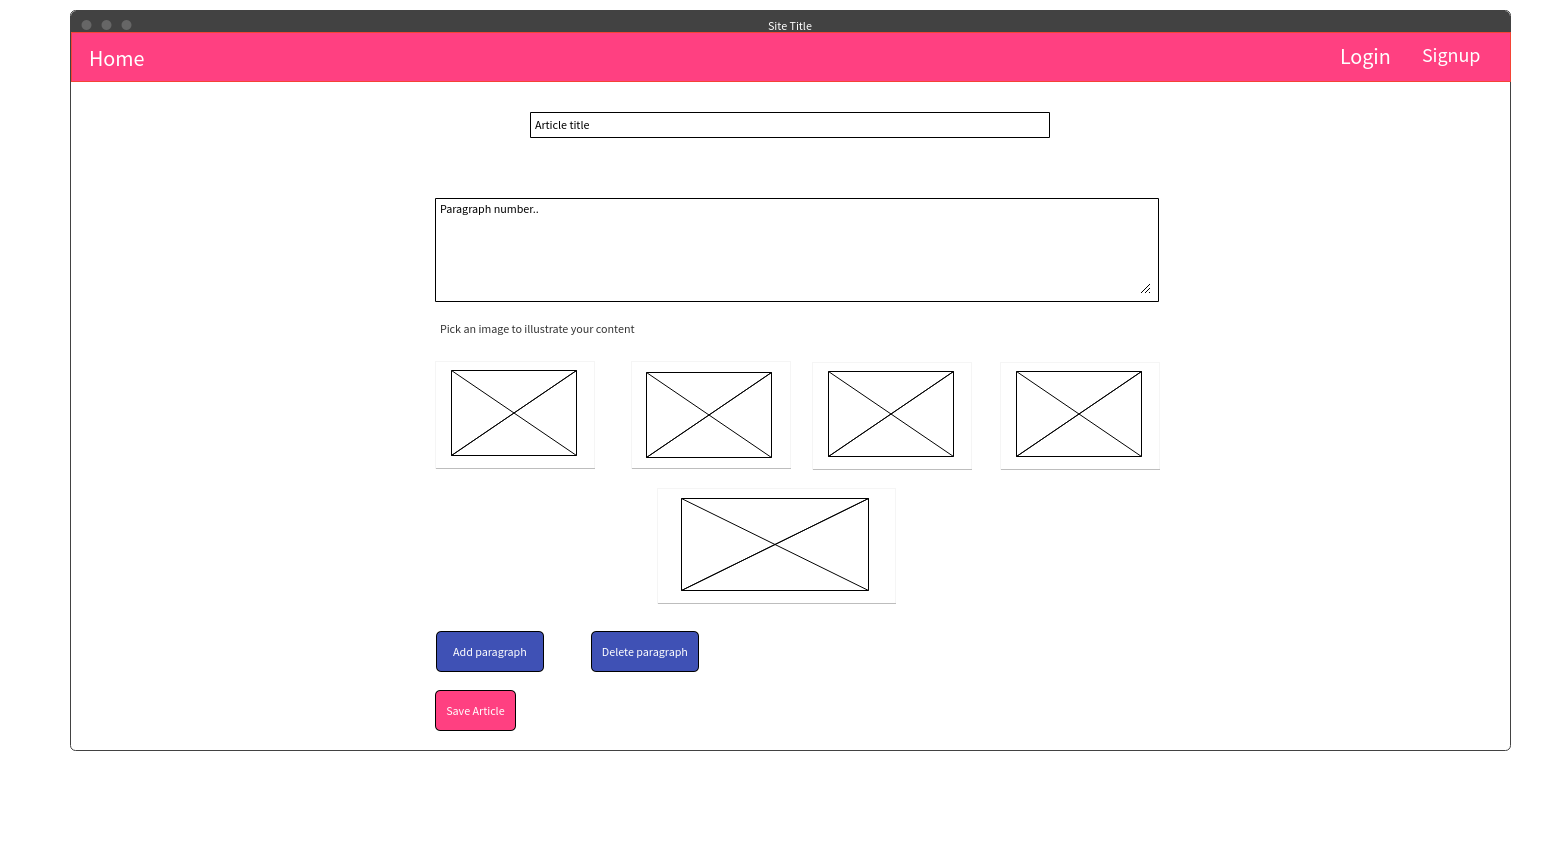 Site Title
Home
Login
Signup
Article title
Paragraph number..
Pick an image to illustrate your content
Add paragraph
Delete paragraph
Save Article